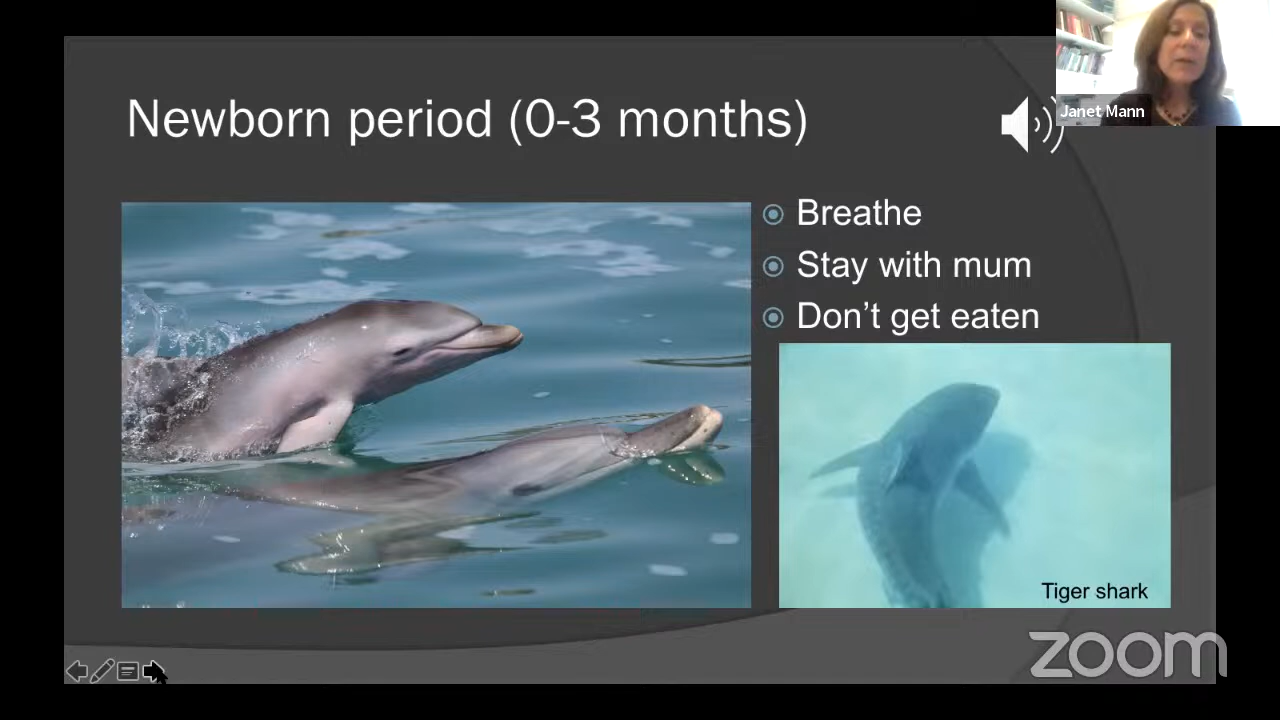 Newborn period (0-3 months)
Janet Mann
Breathe
Stay with mum
Don’t get eaten
Tiger shark
zoom